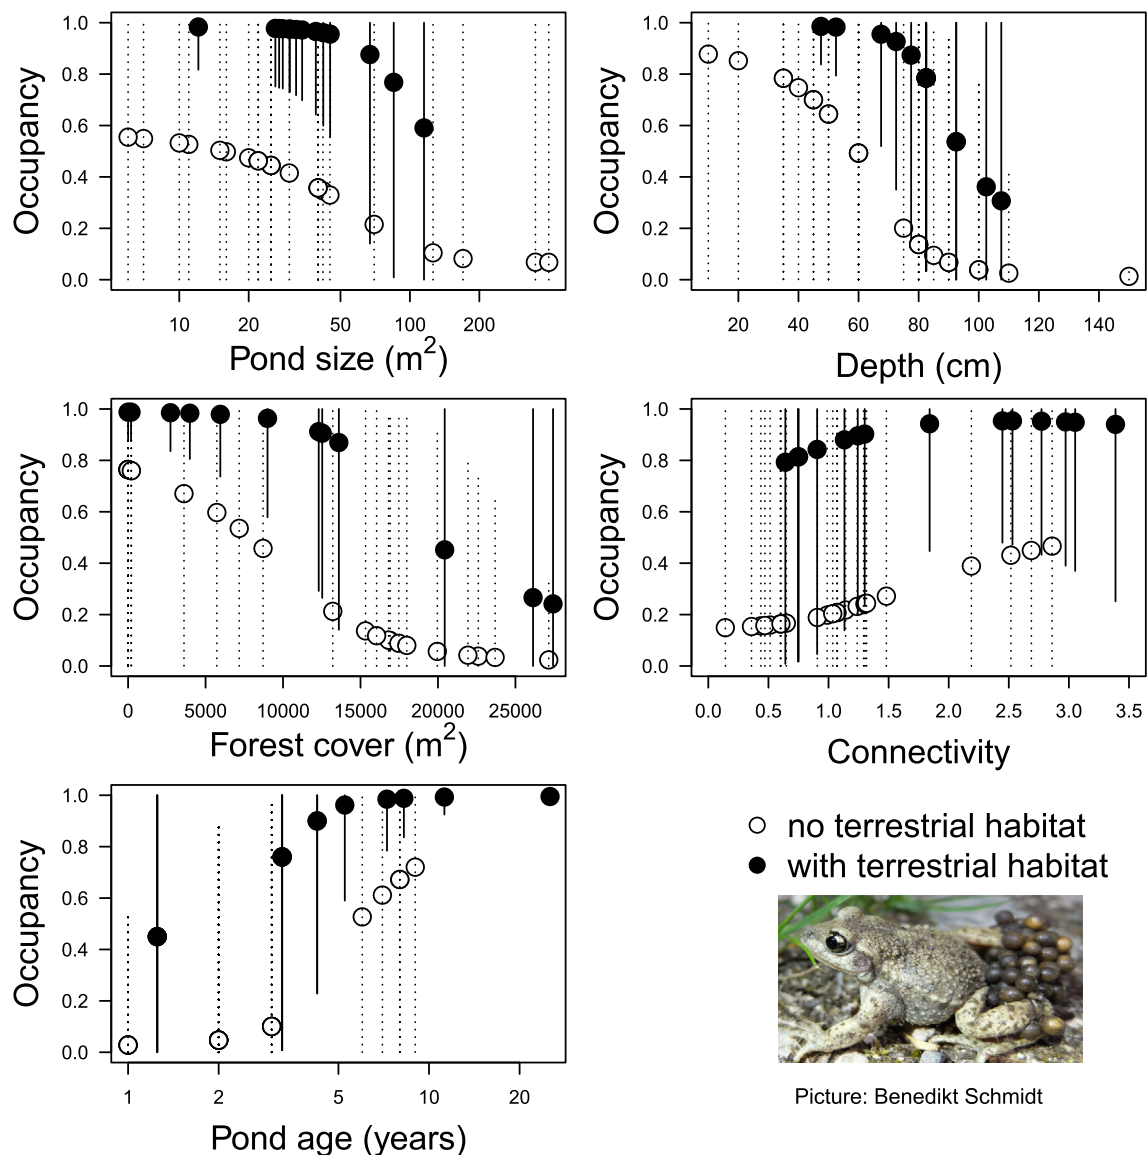 1.0
0.8
0.6
0.4
0.2
0.0
Occupancy
10 20 50 100 200
Pond size (m²)
1.0
0.8
0.6
0.4
0.2
0.0
Occupancy
20 40 60 80 100 120 140
Depth (cm)
1.0
0.8
0.6
0.4
0.2
0.0
Occupancy
0 5000 10000 15000 20000 25000
Forest cover (m²)
1.0
0.8
0.6
0.4
0.2
0.0
Occupancy
0.0 0.5 1.0 1.5 2.0 2.5 3.0 3.5
Connectivity
1.0
0.8
0.6
0.4
0.2
0.0
Occupancy
1 2 5 10 20
Pond age (years)
no terrestrial habitat
with terrestrial habitat
Picture: Benedikt Schmidt